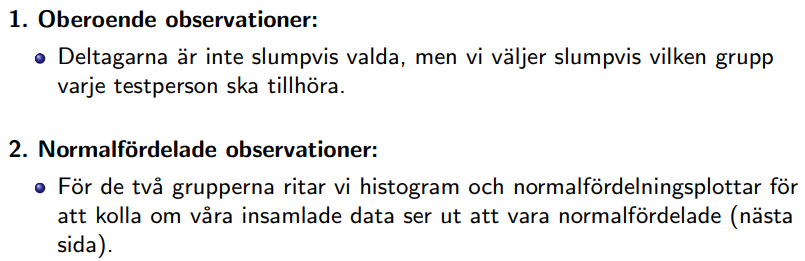 1. Oberoende observationer:
Deltagarna är inte slumpvis valda, men vi väljer slumpvis vilken grupp
varje testperson ska tillhöra.
2. Normalfördelade observationer:
För de två grupperna ritar vi histogram och normalfördelningsplottar för
att kolla om våra insamlade data ser ut att vara normalfördelade (nästa
sida).